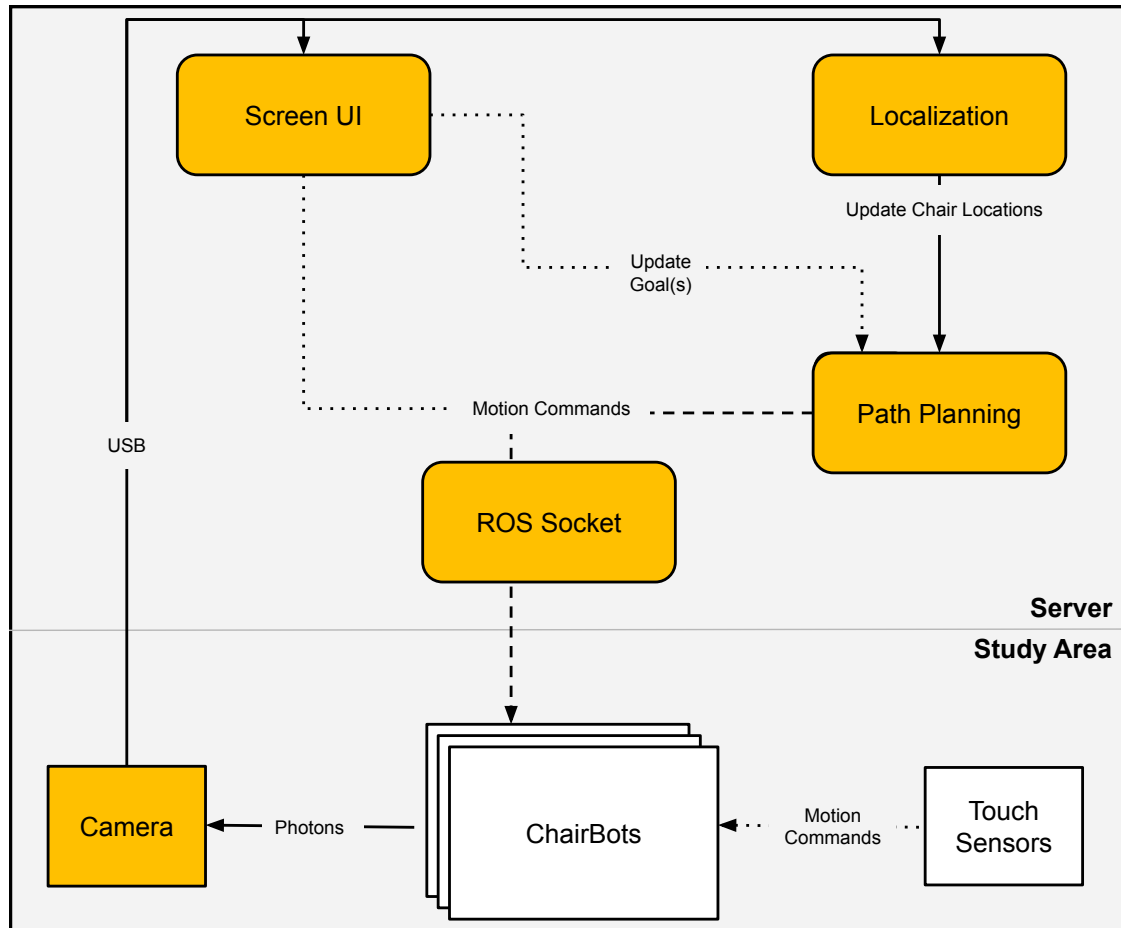 Screen UI
Localization
Update Chair Locations
Update
Goal(s)
Motion Commands
Path Planning
USB
ROS Socket
Server
Study Area
Camera
Photons
ChairBots
Motion
Commands
Touch
Sensors